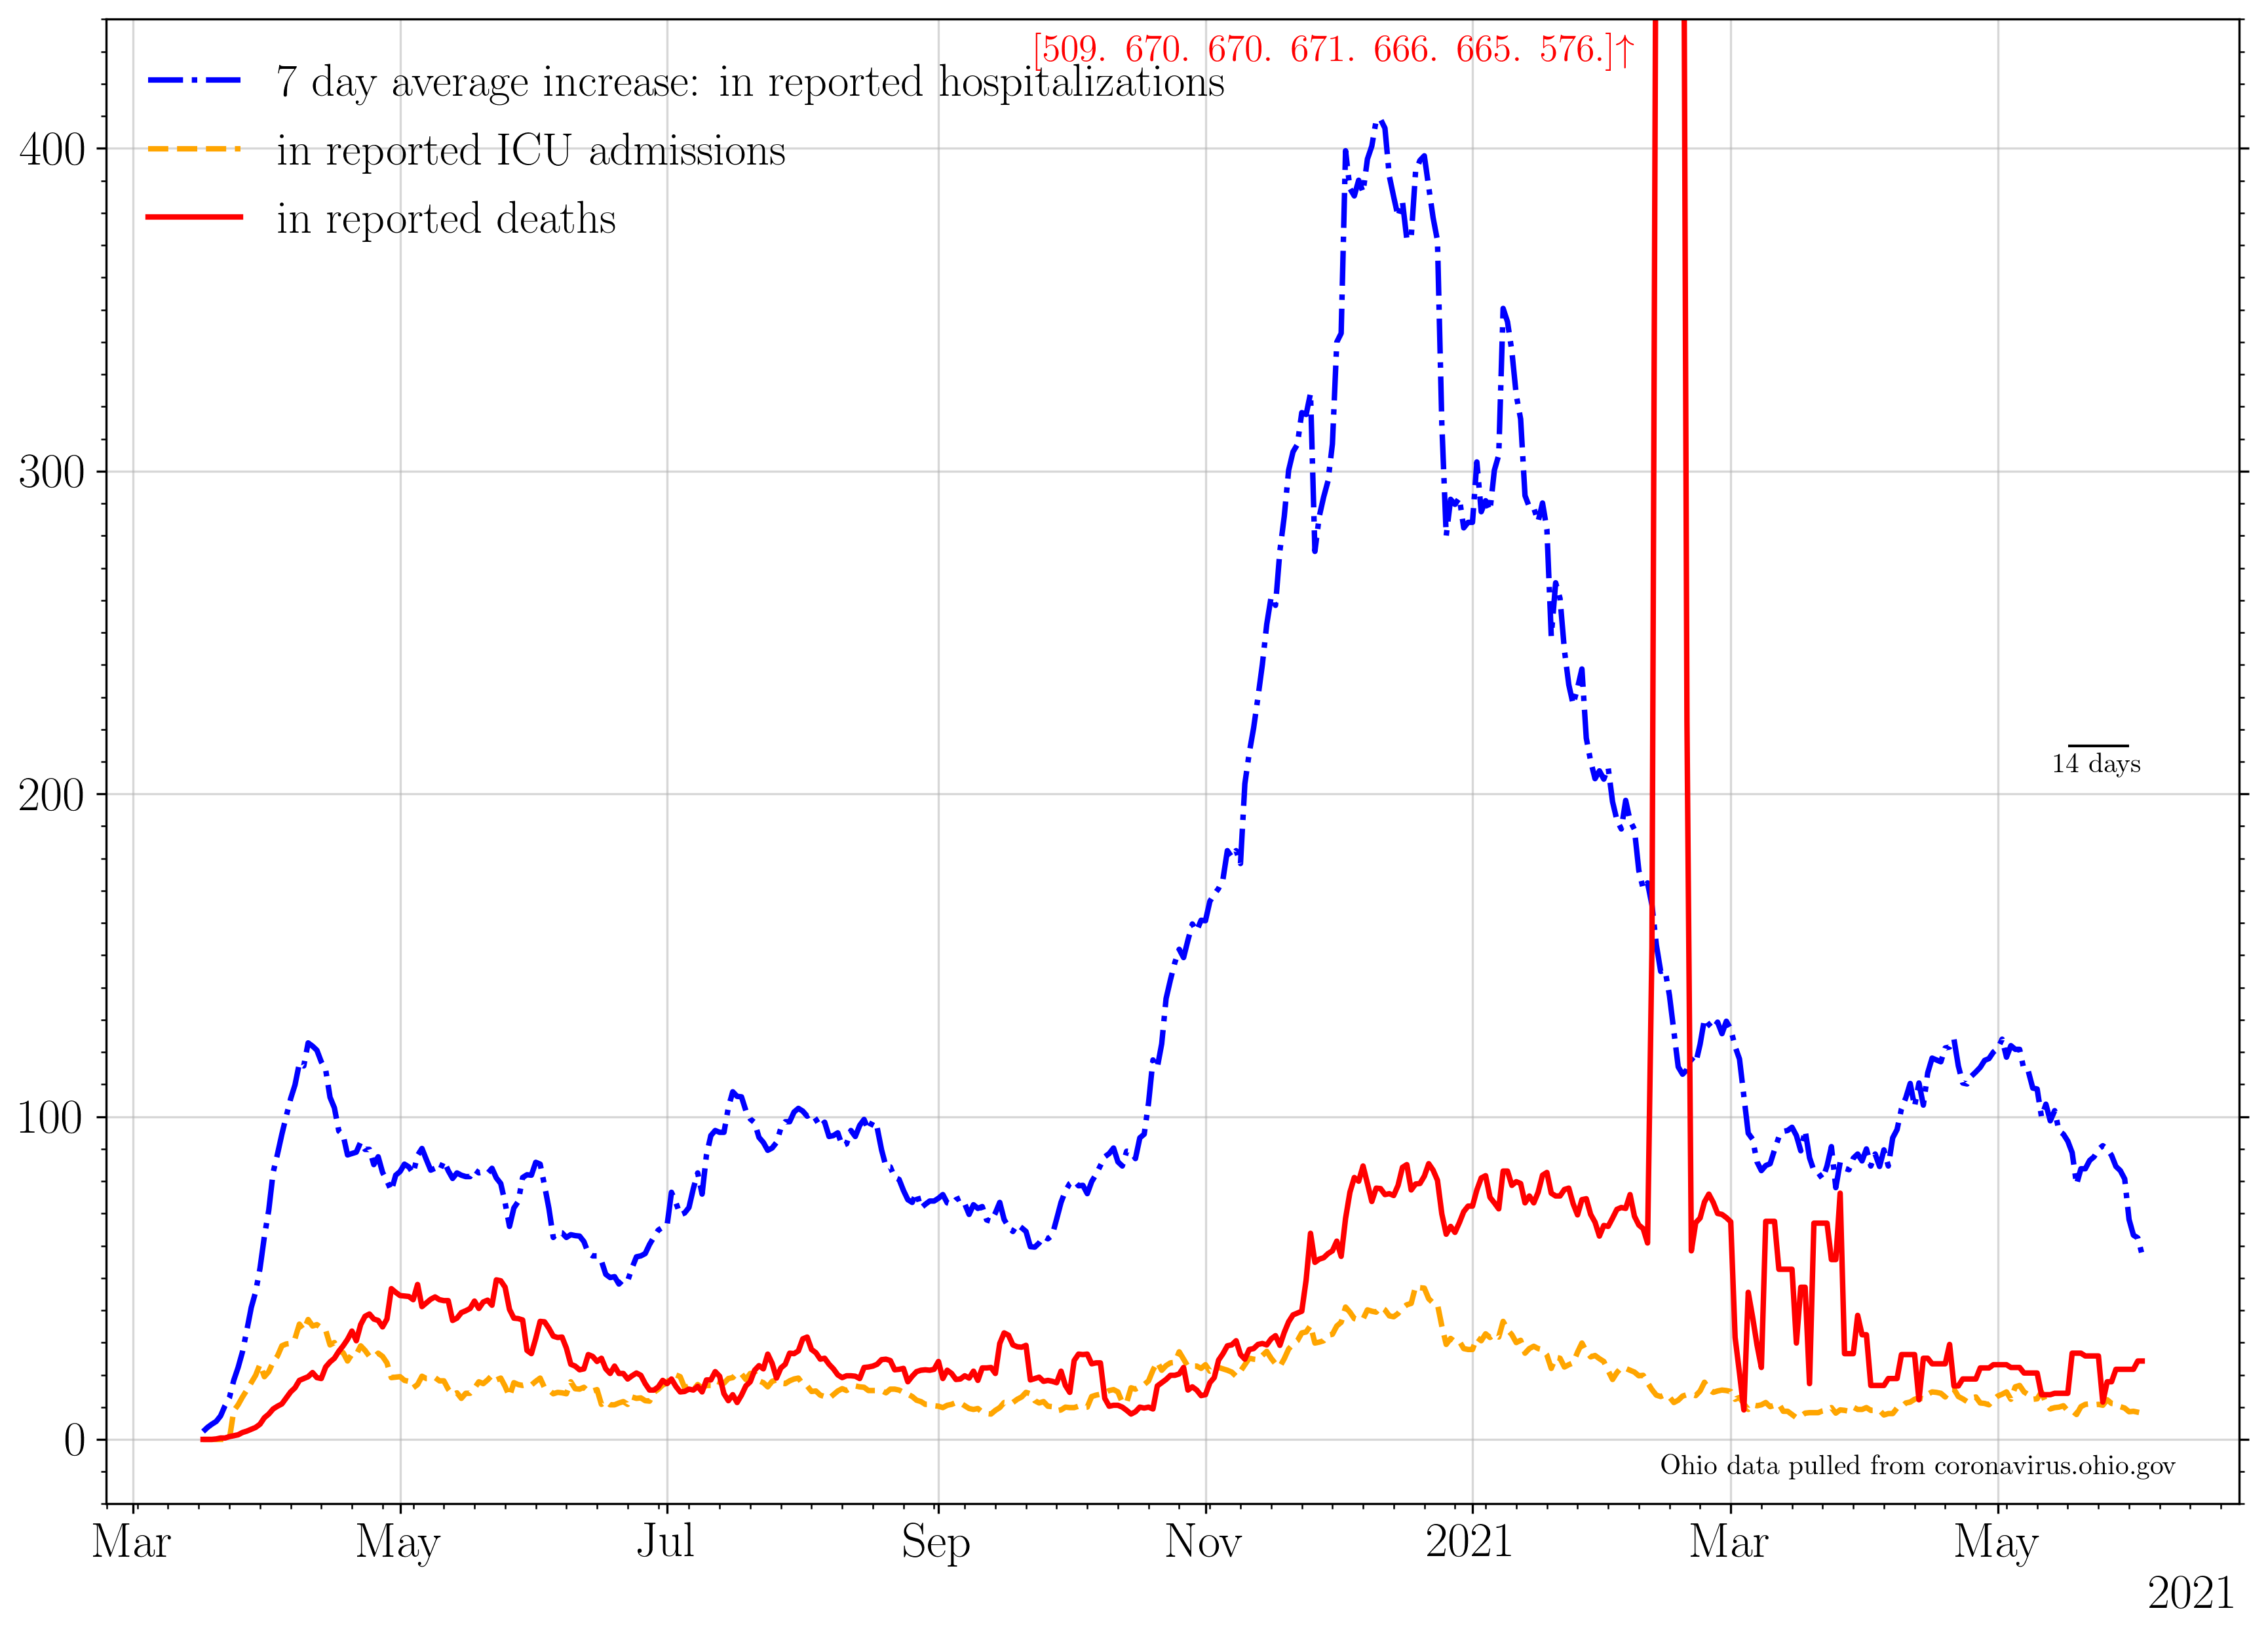 [509. 670. 670. 671. 666. 665. 576.]↑
7 day average increase: in reported hospitalizations
in reported ICU admissions
in reported deaths
400
300
200
100
0
14 days
Ohio data pulled from coronavirus.ohio.gov
Mar May Jul Sep Nov 2021 Mar May
2021